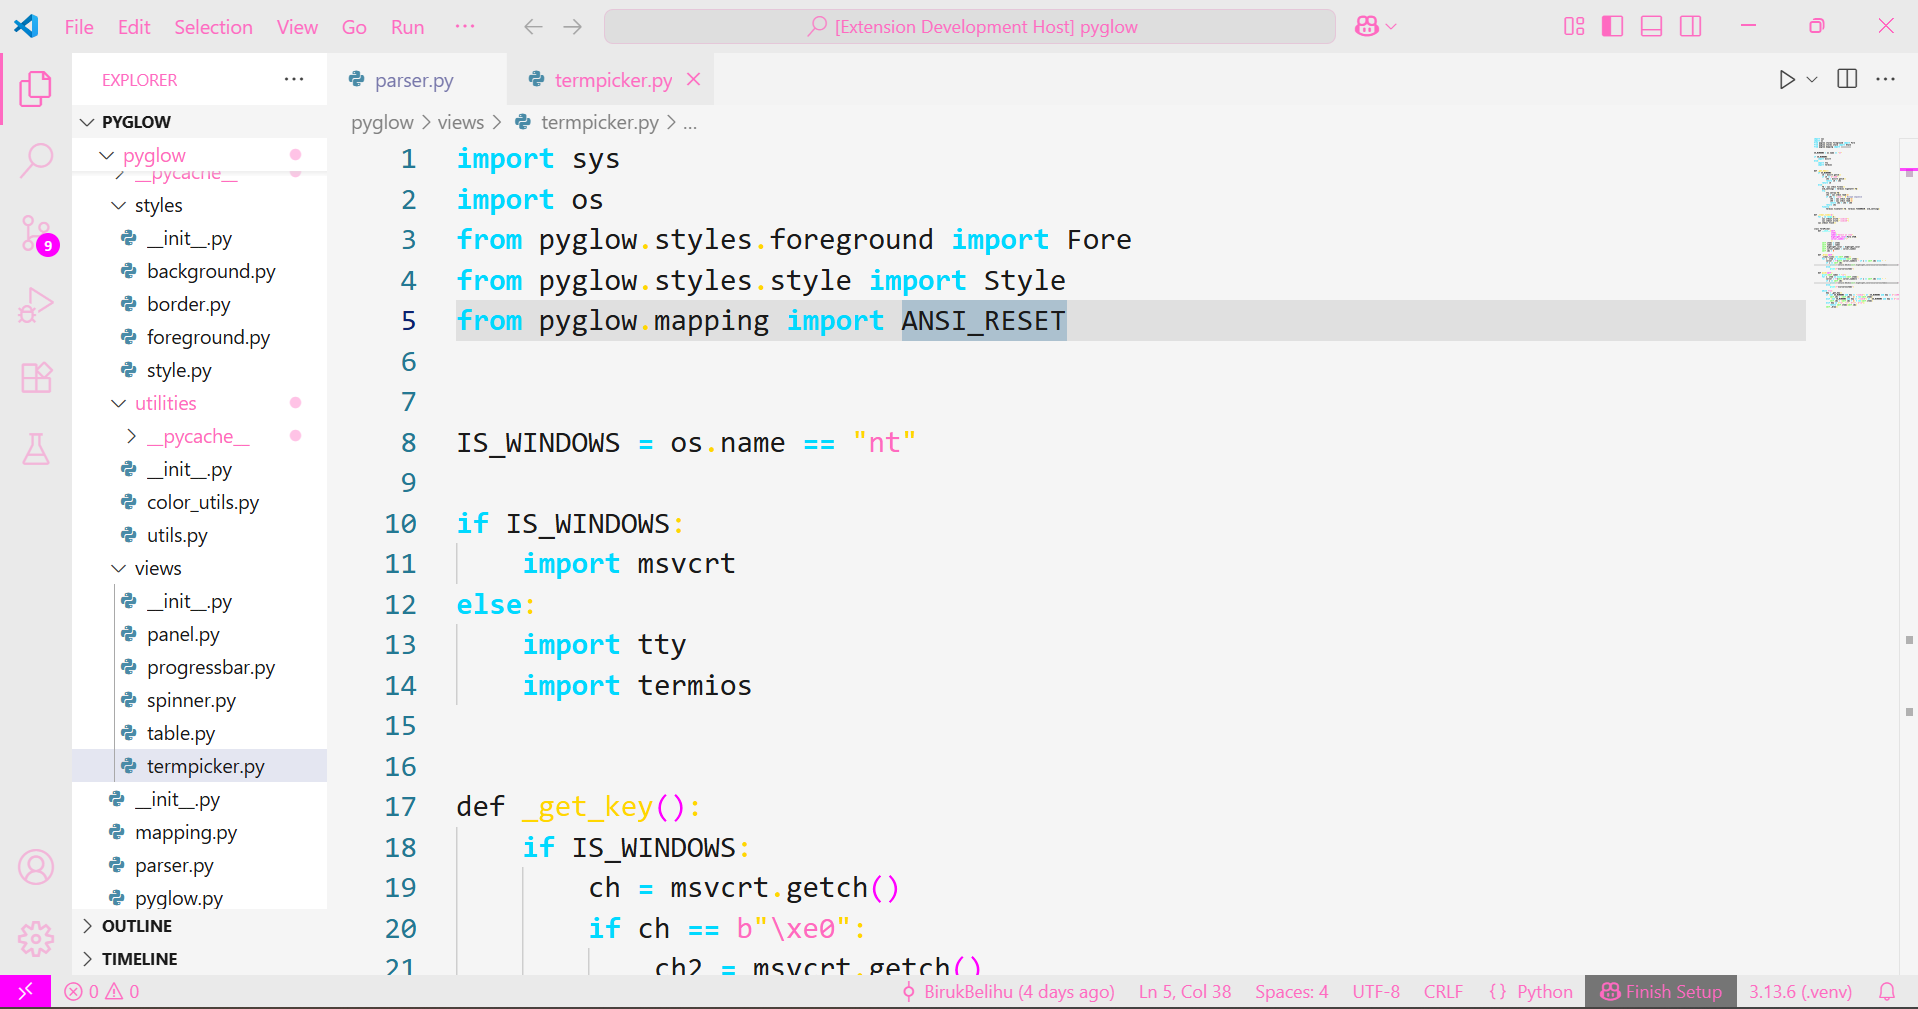 File Edit Selection View Go Run ··· [Extension Development Host] pyglow
EXPLORER ···
PYGLOW
pyglow
__pycache__
styles
__init__.py
background.py
border.py
foreground.py
style.py
utilities
__pycache__
__init__.py
color_utils.py
utils.py
views
__init__.py
panel.py
progressbar.py
spinner.py
table.py
termpicker.py
__init__.py
mapping.py
parser.py
pyglow.py
OUTLINE
TIMELINE
9
parser.py termpicker.py
pyglow > views > termpicker.py > ...
1 import sys
2 import os
3 from pyglow.styles.foreground import Fore
4 from pyglow.styles.style import Style
5 from pyglow.mapping import ANSI_RESET
6
7
8 IS_WINDOWS = os.name == "nt"
9
10 if IS_WINDOWS:
11 import msvcrt
12 else:
13 import tty
14 import termios
15
16
17 def _get_key():
18 if IS_WINDOWS:
19 ch = msvcrt.getch()
20 if ch == b"\xe0":
21 ch2 = msvcrt.getch()
0 0 BirukBelihu (4 days ago) Ln 5, Col 38 Spaces: 4 UTF-8 CRLF {} Python Finish Setup 3.13.6 (.venv)